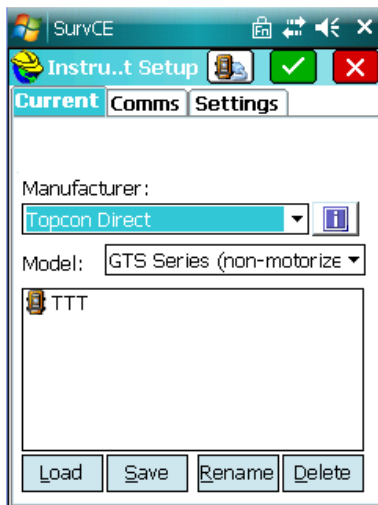 SurvCE
Instru..t Setup
Current Comms Settings
Manufacturer:
Topcon Direct
Model: GTS Series (non-motorize
TTT
Load Save Rename Delete